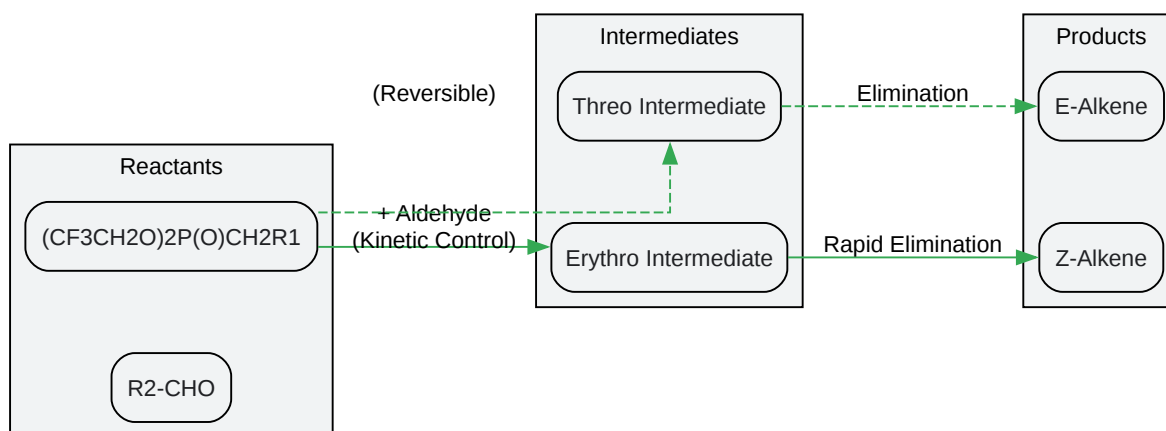 Reactants
(CF3CH2O)2P(O)CH2R1
R2-CHO
(Reversible)
+ Aldehyde
(Kinetic Control)
Intermediates
Threo Intermediate
Erythro Intermediate
Elimination
Rapid Elimination
Products
E-Alkene
Z-Alkene